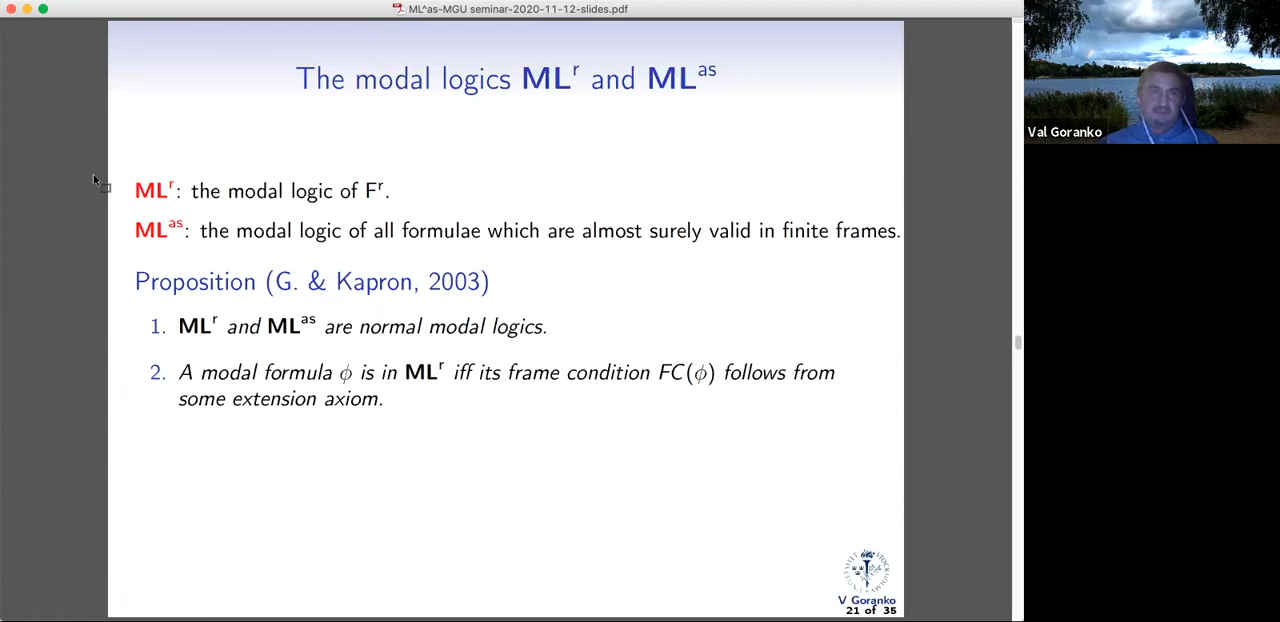 ML^as-MGU seminar-2020-11-12-slides.pdf
The modal logics ML^r and ML^as
ML^r: the modal logic of F^r.
ML^as: the modal logic of all formulae which are almost surely valid in finite frames.
Proposition (G. & Kapron, 2003)
1. ML^r and ML^as are normal modal logics.
2. A modal formula ϕ is in ML^r iff its frame condition FC(ϕ) follows from
some extension axiom.
V Goranko
21 of 35
Val Goranko